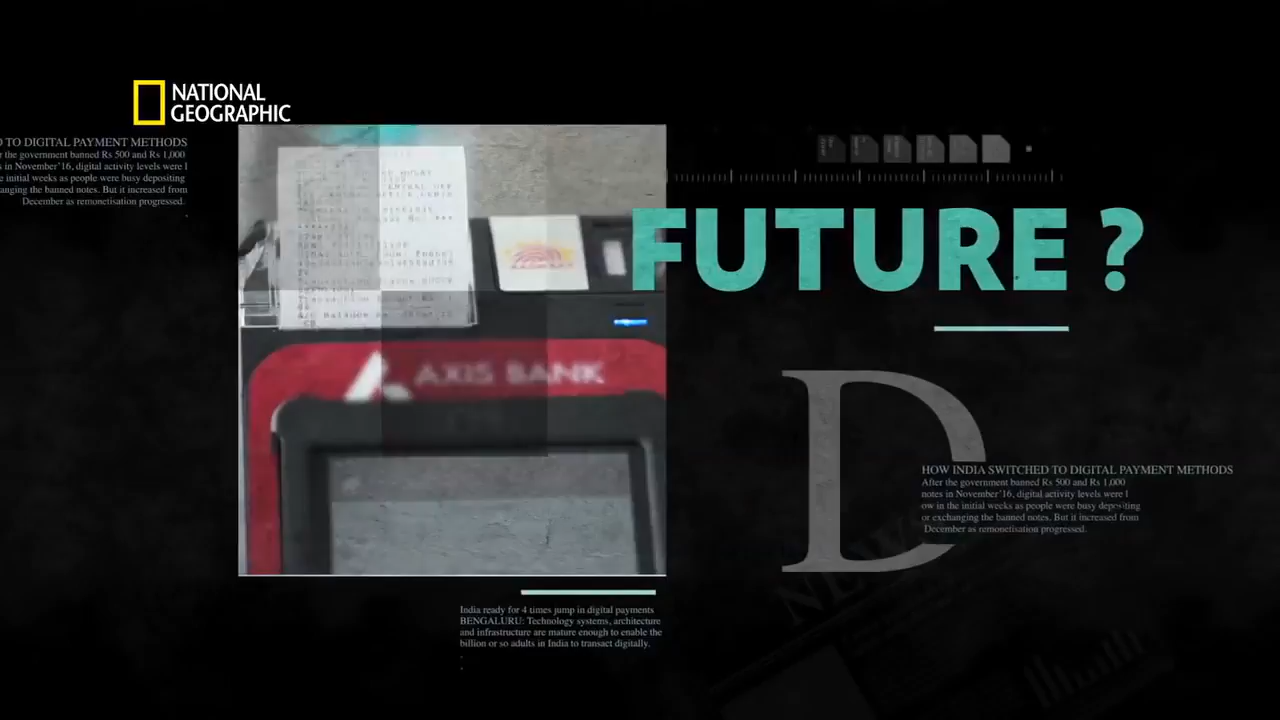 NATIONAL
GEOGRAPHIC
TO DIGITAL PAYMENT METHODS
the government banned Rs 500 and Rs 1,000
in November'16, digital activity levels were l
initial weeks as people were busy depositing
anging the banned notes. But it increased from
December as remonetisation progressed.
FUTURE ?
AXIS BANK
D
HOW INDIA SWITCHED TO DIGITAL PAYMENT METHODS
After the government banned Rs 500 and Rs 1,000
notes in November'16, digital activity levels were l
ow in the initial weeks as people were busy depositing
or exchanging the banned notes. But it increased from
December as remonetisation progressed.
NEWS
India ready for 4 times jump in digital payments
BENGALURU: Technology systems, architecture
and infrastructure are mature enough to enable the
billion or so adults in India to transact digitally.